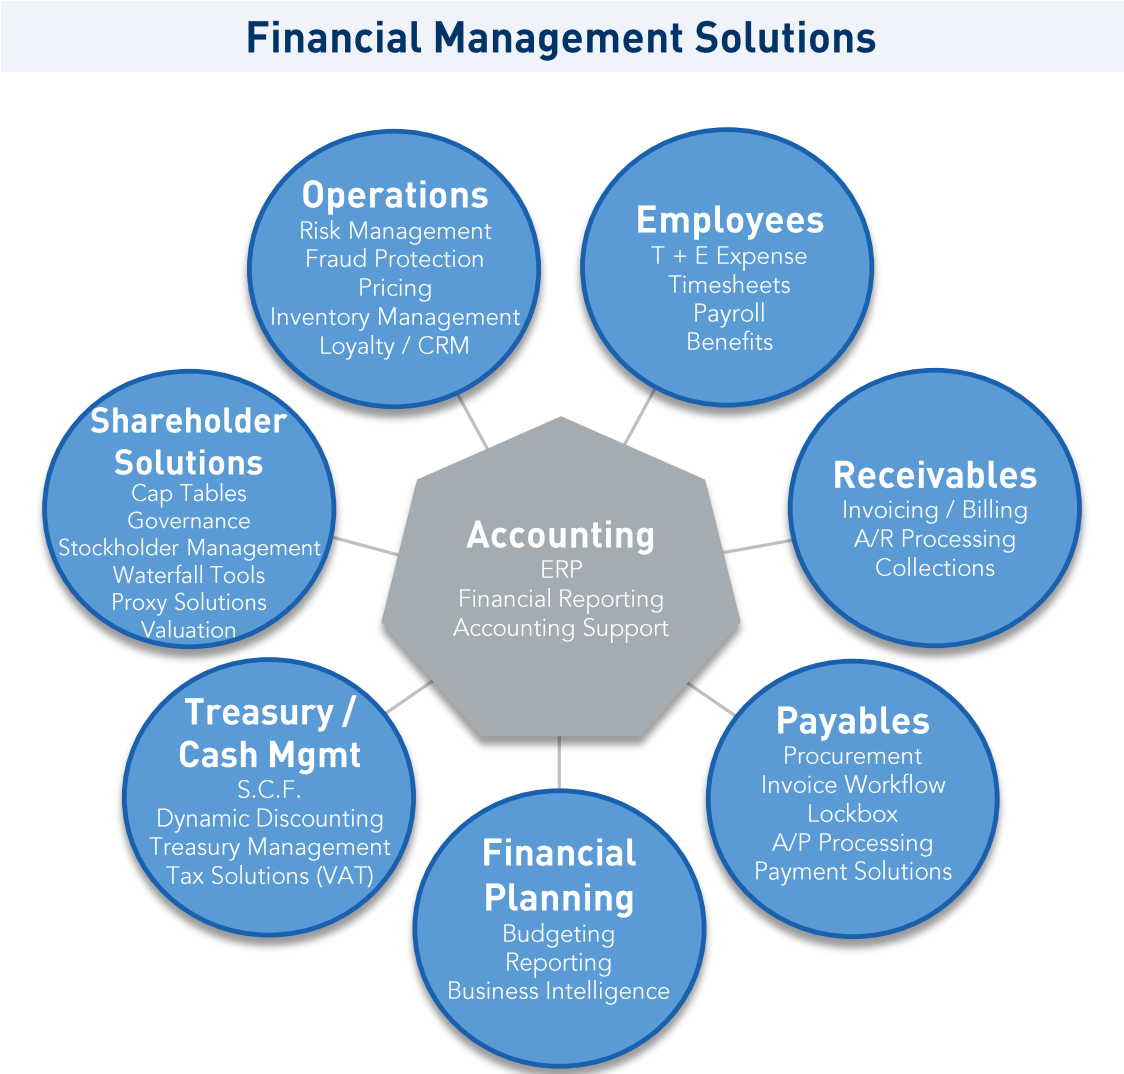 Financial Management Solutions
Operations
Risk Management
Fraud Protection
Pricing
Inventory Management
Loyalty / CRM
Employees
T + E Expense
Timesheets
Payroll
Benefits
Shareholder
Solutions
Cap Tables
Governance
Stockholder Management
Waterfall Tools
Proxy Solutions
Valuation
Accounting
ERP
Financial Reporting
Accounting Support
Receivables
Invoicing / Billing
A/R Processing
Collections
Treasury /
Cash Mgmt
S.C.F.
Dynamic Discounting
Treasury Management
Tax Solutions (VAT)
Financial
Planning
Budgeting
Reporting
Business Intelligence
Payables
Procurement
Invoice Workflow
Lockbox
A/P Processing
Payment Solutions